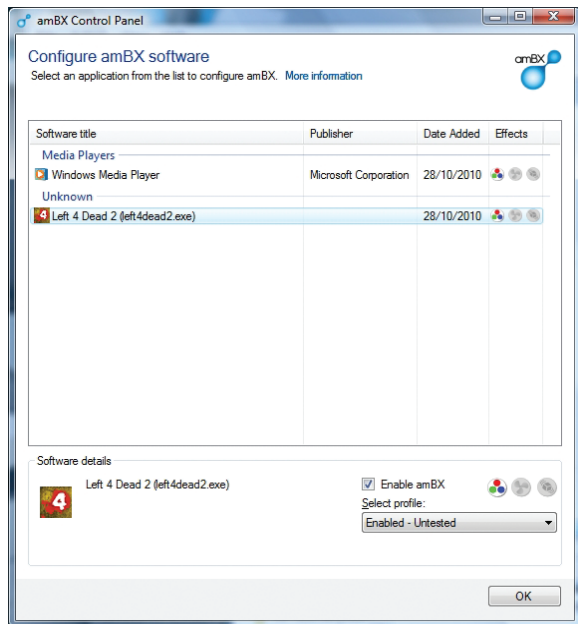 amBX Control Panel
Configure amBX software
Select an application from the list to configure amBX. More information
amBX
Software title Publisher Date Added Effects
Media Players
Windows Media Player Microsoft Corporation 28/10/2010
Unknown
4 Left 4 Dead 2 (left4dead2.exe) 28/10/2010
Software details
4 Left 4 Dead 2 (left4dead2.exe) Enable amBX
Select profile:
Enabled - Untested
OK